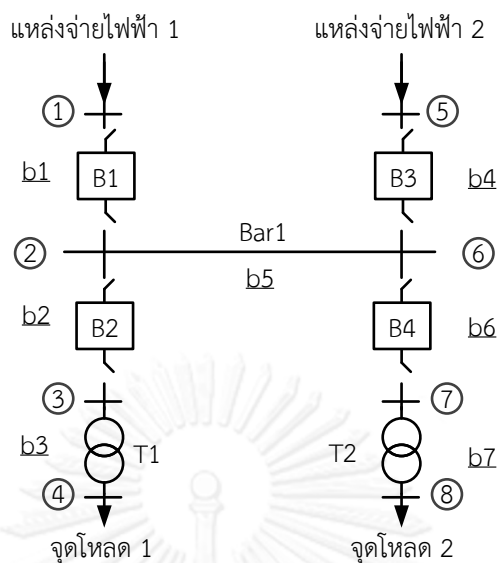 แหล่งจ่ายไฟฟ้า 1 แหล่งจ่ายไฟฟ้า 2
1 5
b1 B1 B3 b4
Bar1
2 6
b5
b2 B2 B4 b6
3 7
b3 T1 T2 b7
4 8
จุดโหลด 1 จุดโหลด 2